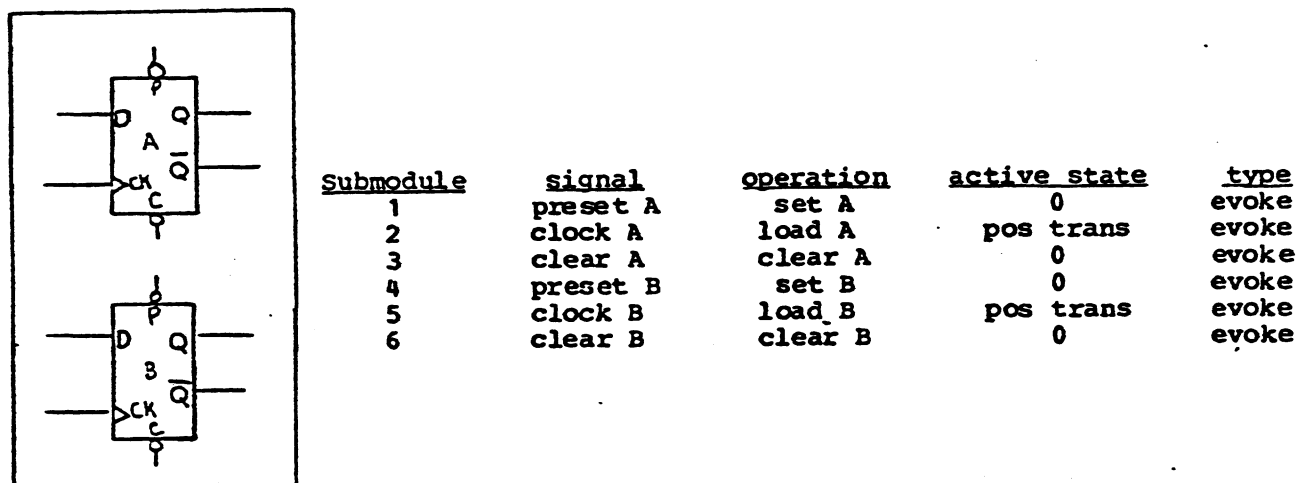 P
D Q
A
Q̅
CK
C
P
D Q
B
Q̅
CK
C
Submodule signal operation active state type
1 preset A set A 0 evoke
2 clock A load A pos trans evoke
3 clear A clear A 0 evoke
4 preset B set B 0 evoke
5 clock B load B pos trans evoke
6 clear B clear B 0 evoke